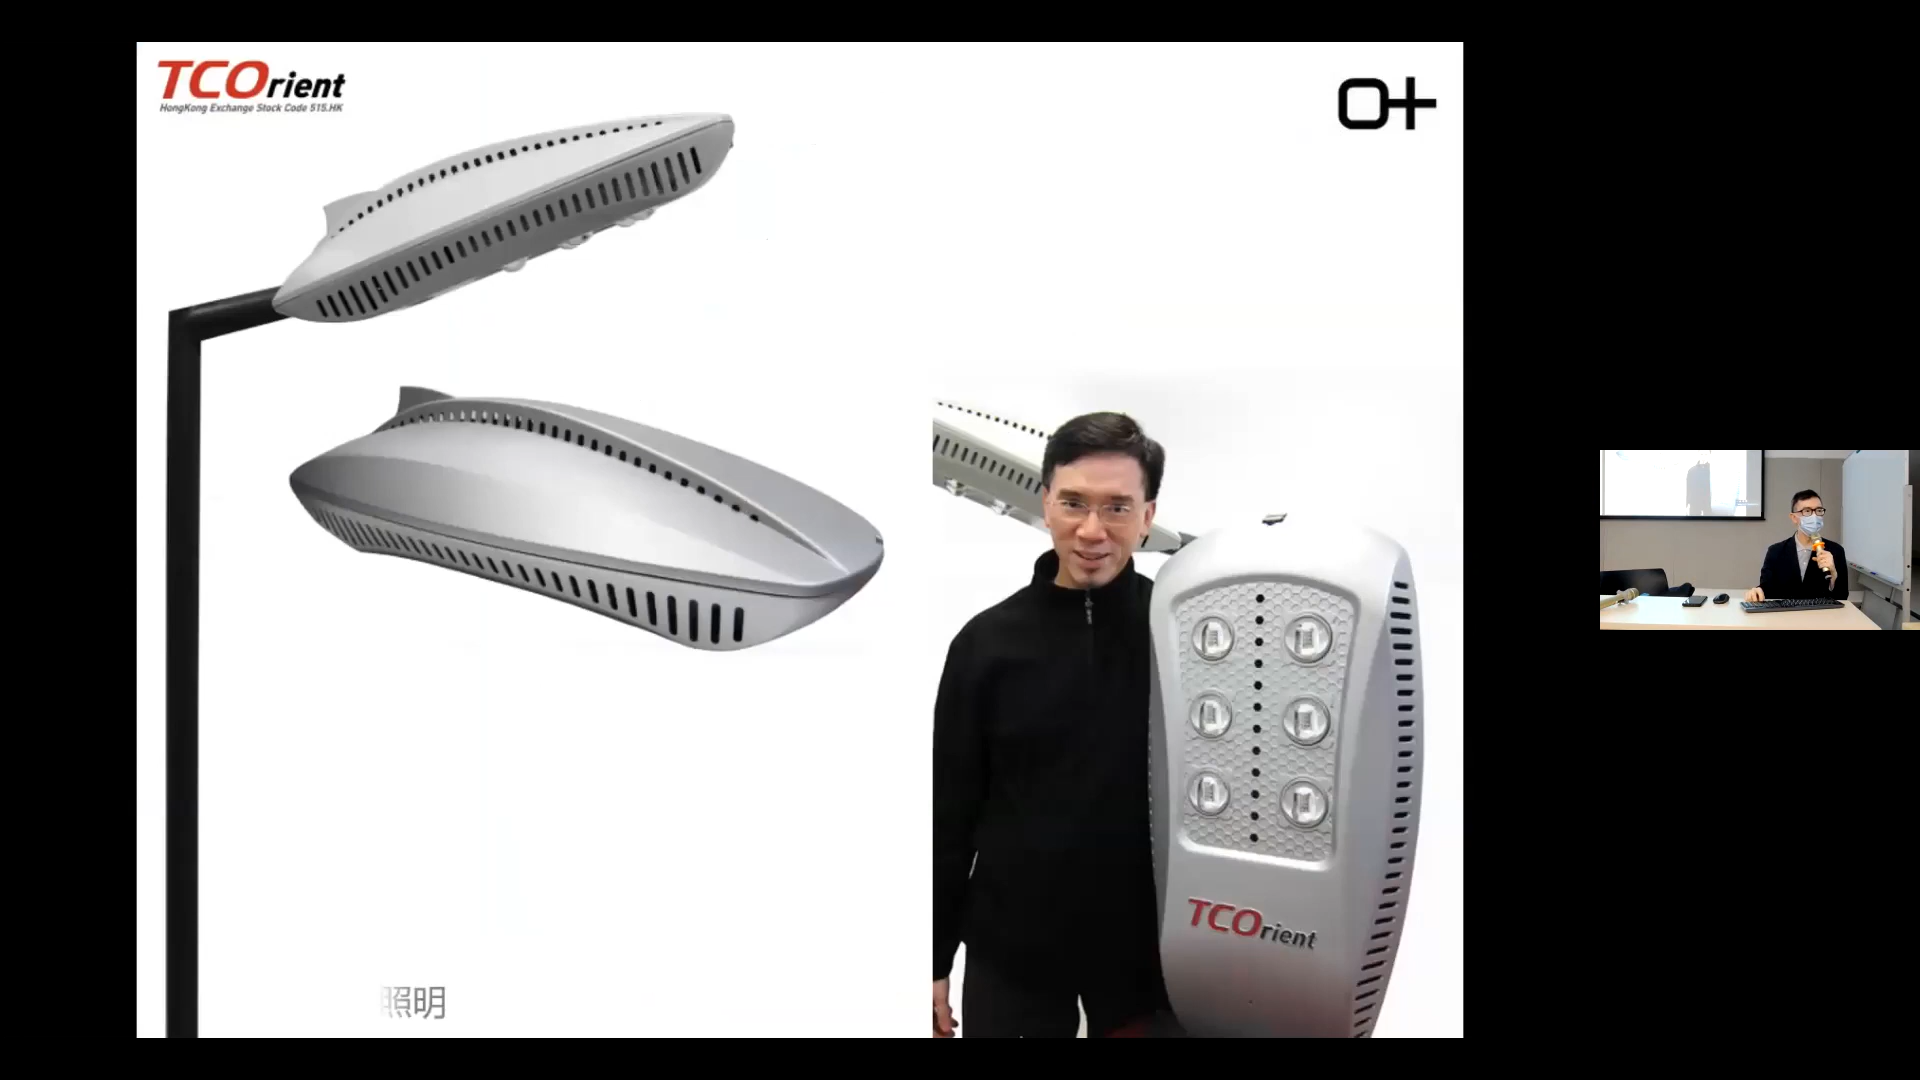 TCOrient
HongKong Exchange Stock Code 515.HK
O+
TCOrient
照明